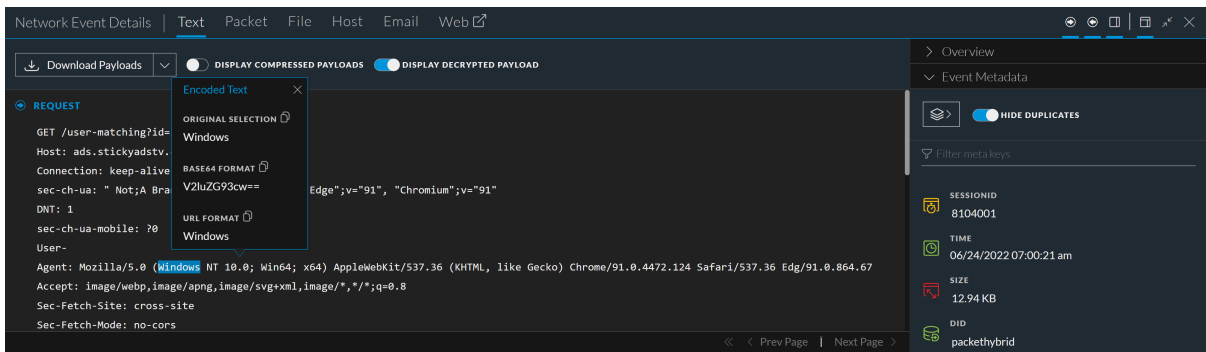 Network Event Details | Text Packet File Host Email Web
Download Payloads DISPLAY COMPRESSED PAYLOADS DISPLAY DECRYPTED PAYLOAD
Encoded Text
ORIGINAL SELECTION
Windows
BASE64 FORMAT
V2luZG93cw==
URL FORMAT
Windows
REQUEST
GET /user-matching?id=
Host: ads.stickyadstv.
Connection: keep-alive
sec-ch-ua: " Not;A Bra Edge";v="91", "Chromium";v="91"
DNT: 1
sec-ch-ua-mobile: ?0
User-
Agent: Mozilla/5.0 (Windows NT 10.0; Win64; x64) AppleWebKit/537.36 (KHTML, like Gecko) Chrome/91.0.4472.124 Safari/537.36 Edg/91.0.864.67
Accept: image/webp,image/apng,image/svg+xml,image/*,*/*;q=0.8
Sec-Fetch-Site: cross-site
Sec-Fetch-Mode: no-cors
<< < Prev Page | Next Page >
> Overview
Event Metadata
HIDE DUPLICATES
Filter meta keys
SESSIONID
8104001
TIME
06/24/2022 07:00:21 am
SIZE
12.94 KB
DID
packethybrid